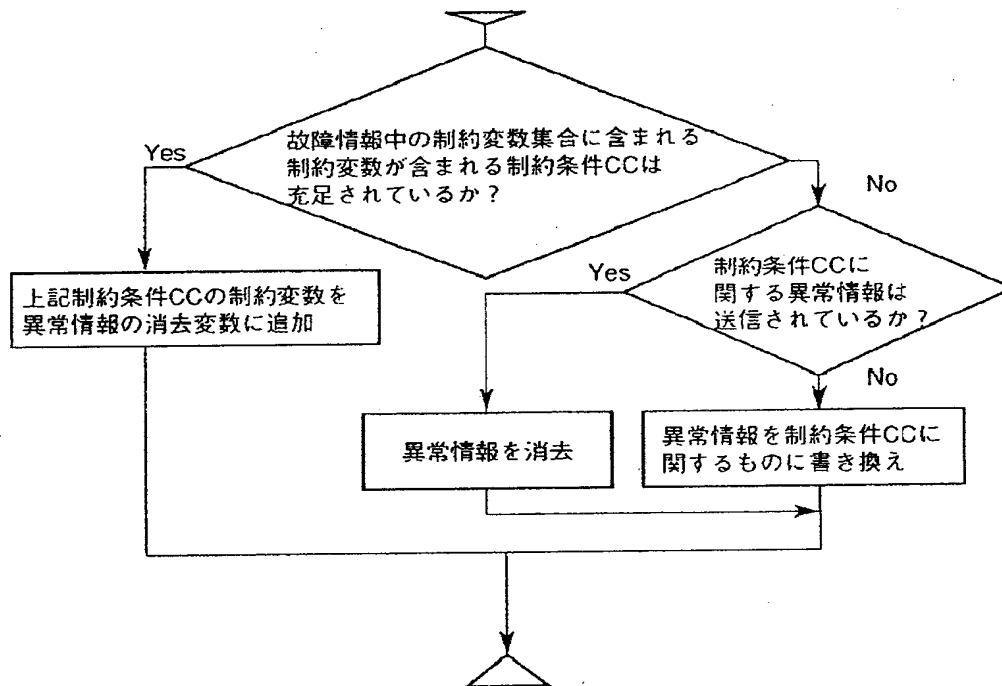 故障情報中の制約変数集合に含まれる
制約変数が含まれる制約条件CCは
充足されているか？
Yes
No
上記制約条件CCの制約変数を
異常情報の消去変数に追加
制約条件CCに
関する異常情報は
送信されているか？
Yes
No
異常情報を消去
異常情報を制約条件CCに
関するものに書き換え